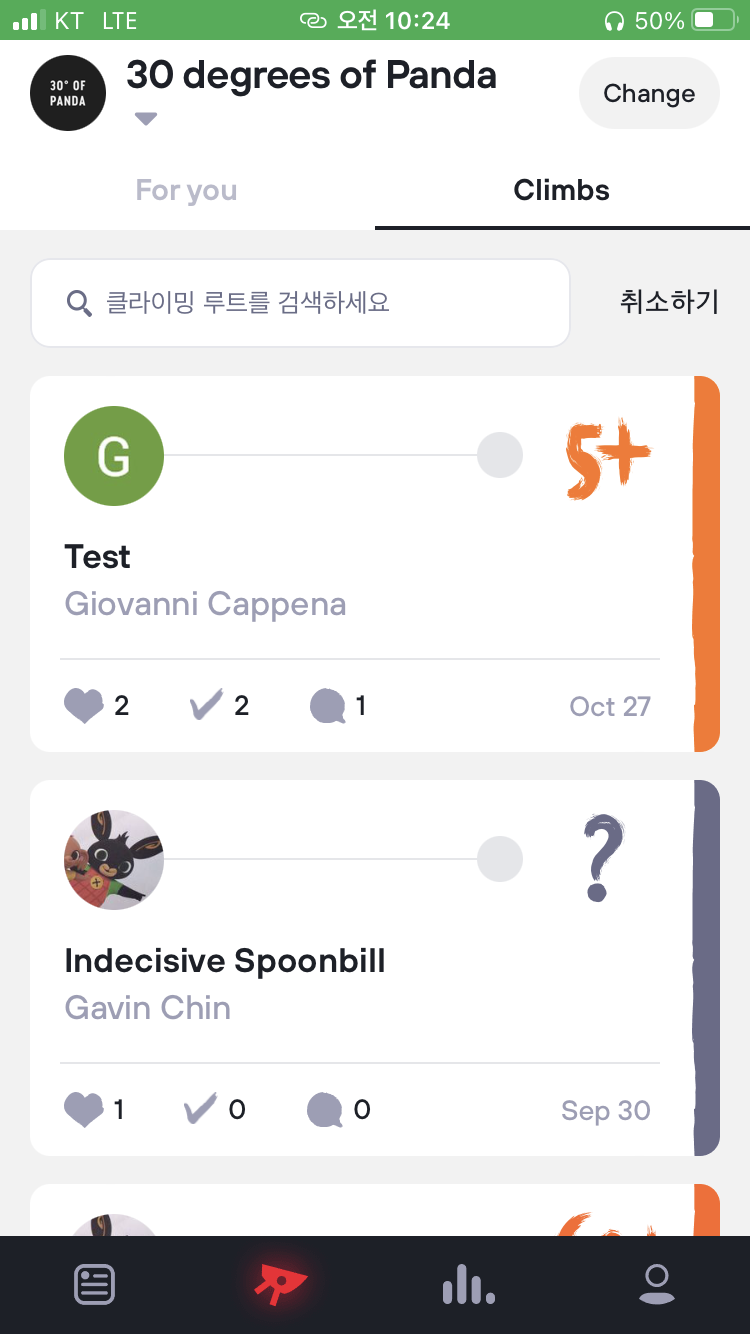 KT LTE 오전 10:24 50%
30° OF
PANDA
30 degrees of Panda
Change
For you
Climbs
클라이밍 루트를 검색하세요
취소하기
G
5+
Test
Giovanni Cappena
2 2 1 Oct 27
?
Indecisive Spoonbill
Gavin Chin
1 0 0 Sep 30